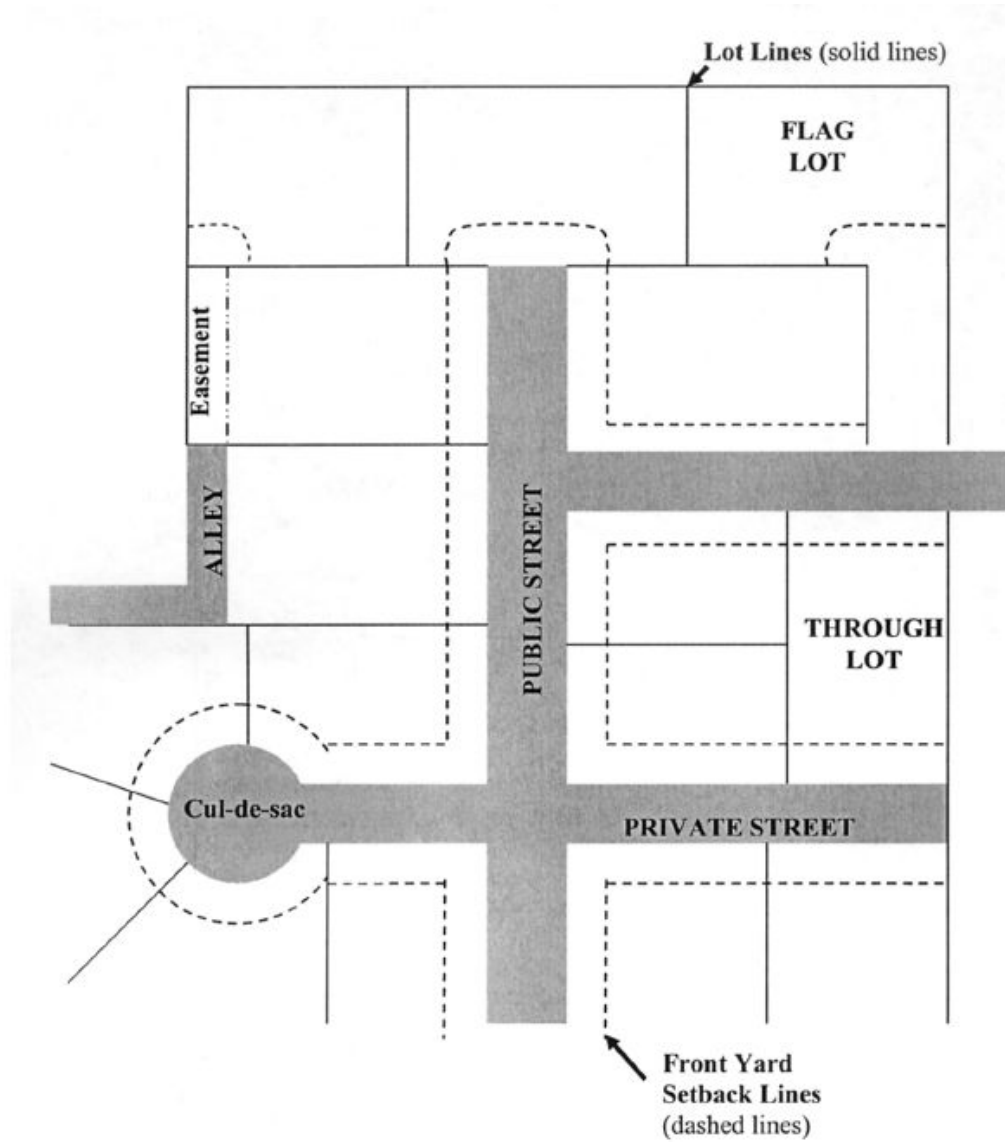 Lot Lines (solid lines)
FLAG
LOT
Easement
ALLEY
PUBLIC STREET
THROUGH
LOT
Cul-de-sac
PRIVATE STREET
Front Yard
Setback Lines
(dashed lines)